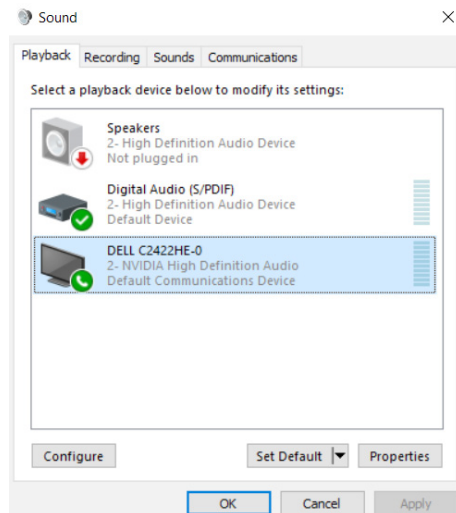 Sound
Playback Recording Sounds Communications
Select a playback device below to modify its settings:
Speakers
2- High Definition Audio Device
Not plugged in
Digital Audio (S/PDIF)
2- High Definition Audio Device
Default Device
DELL C2422HE-0
2- NVIDIA High Definition Audio
Default Communications Device
Configure Set Default Properties
OK Cancel Apply